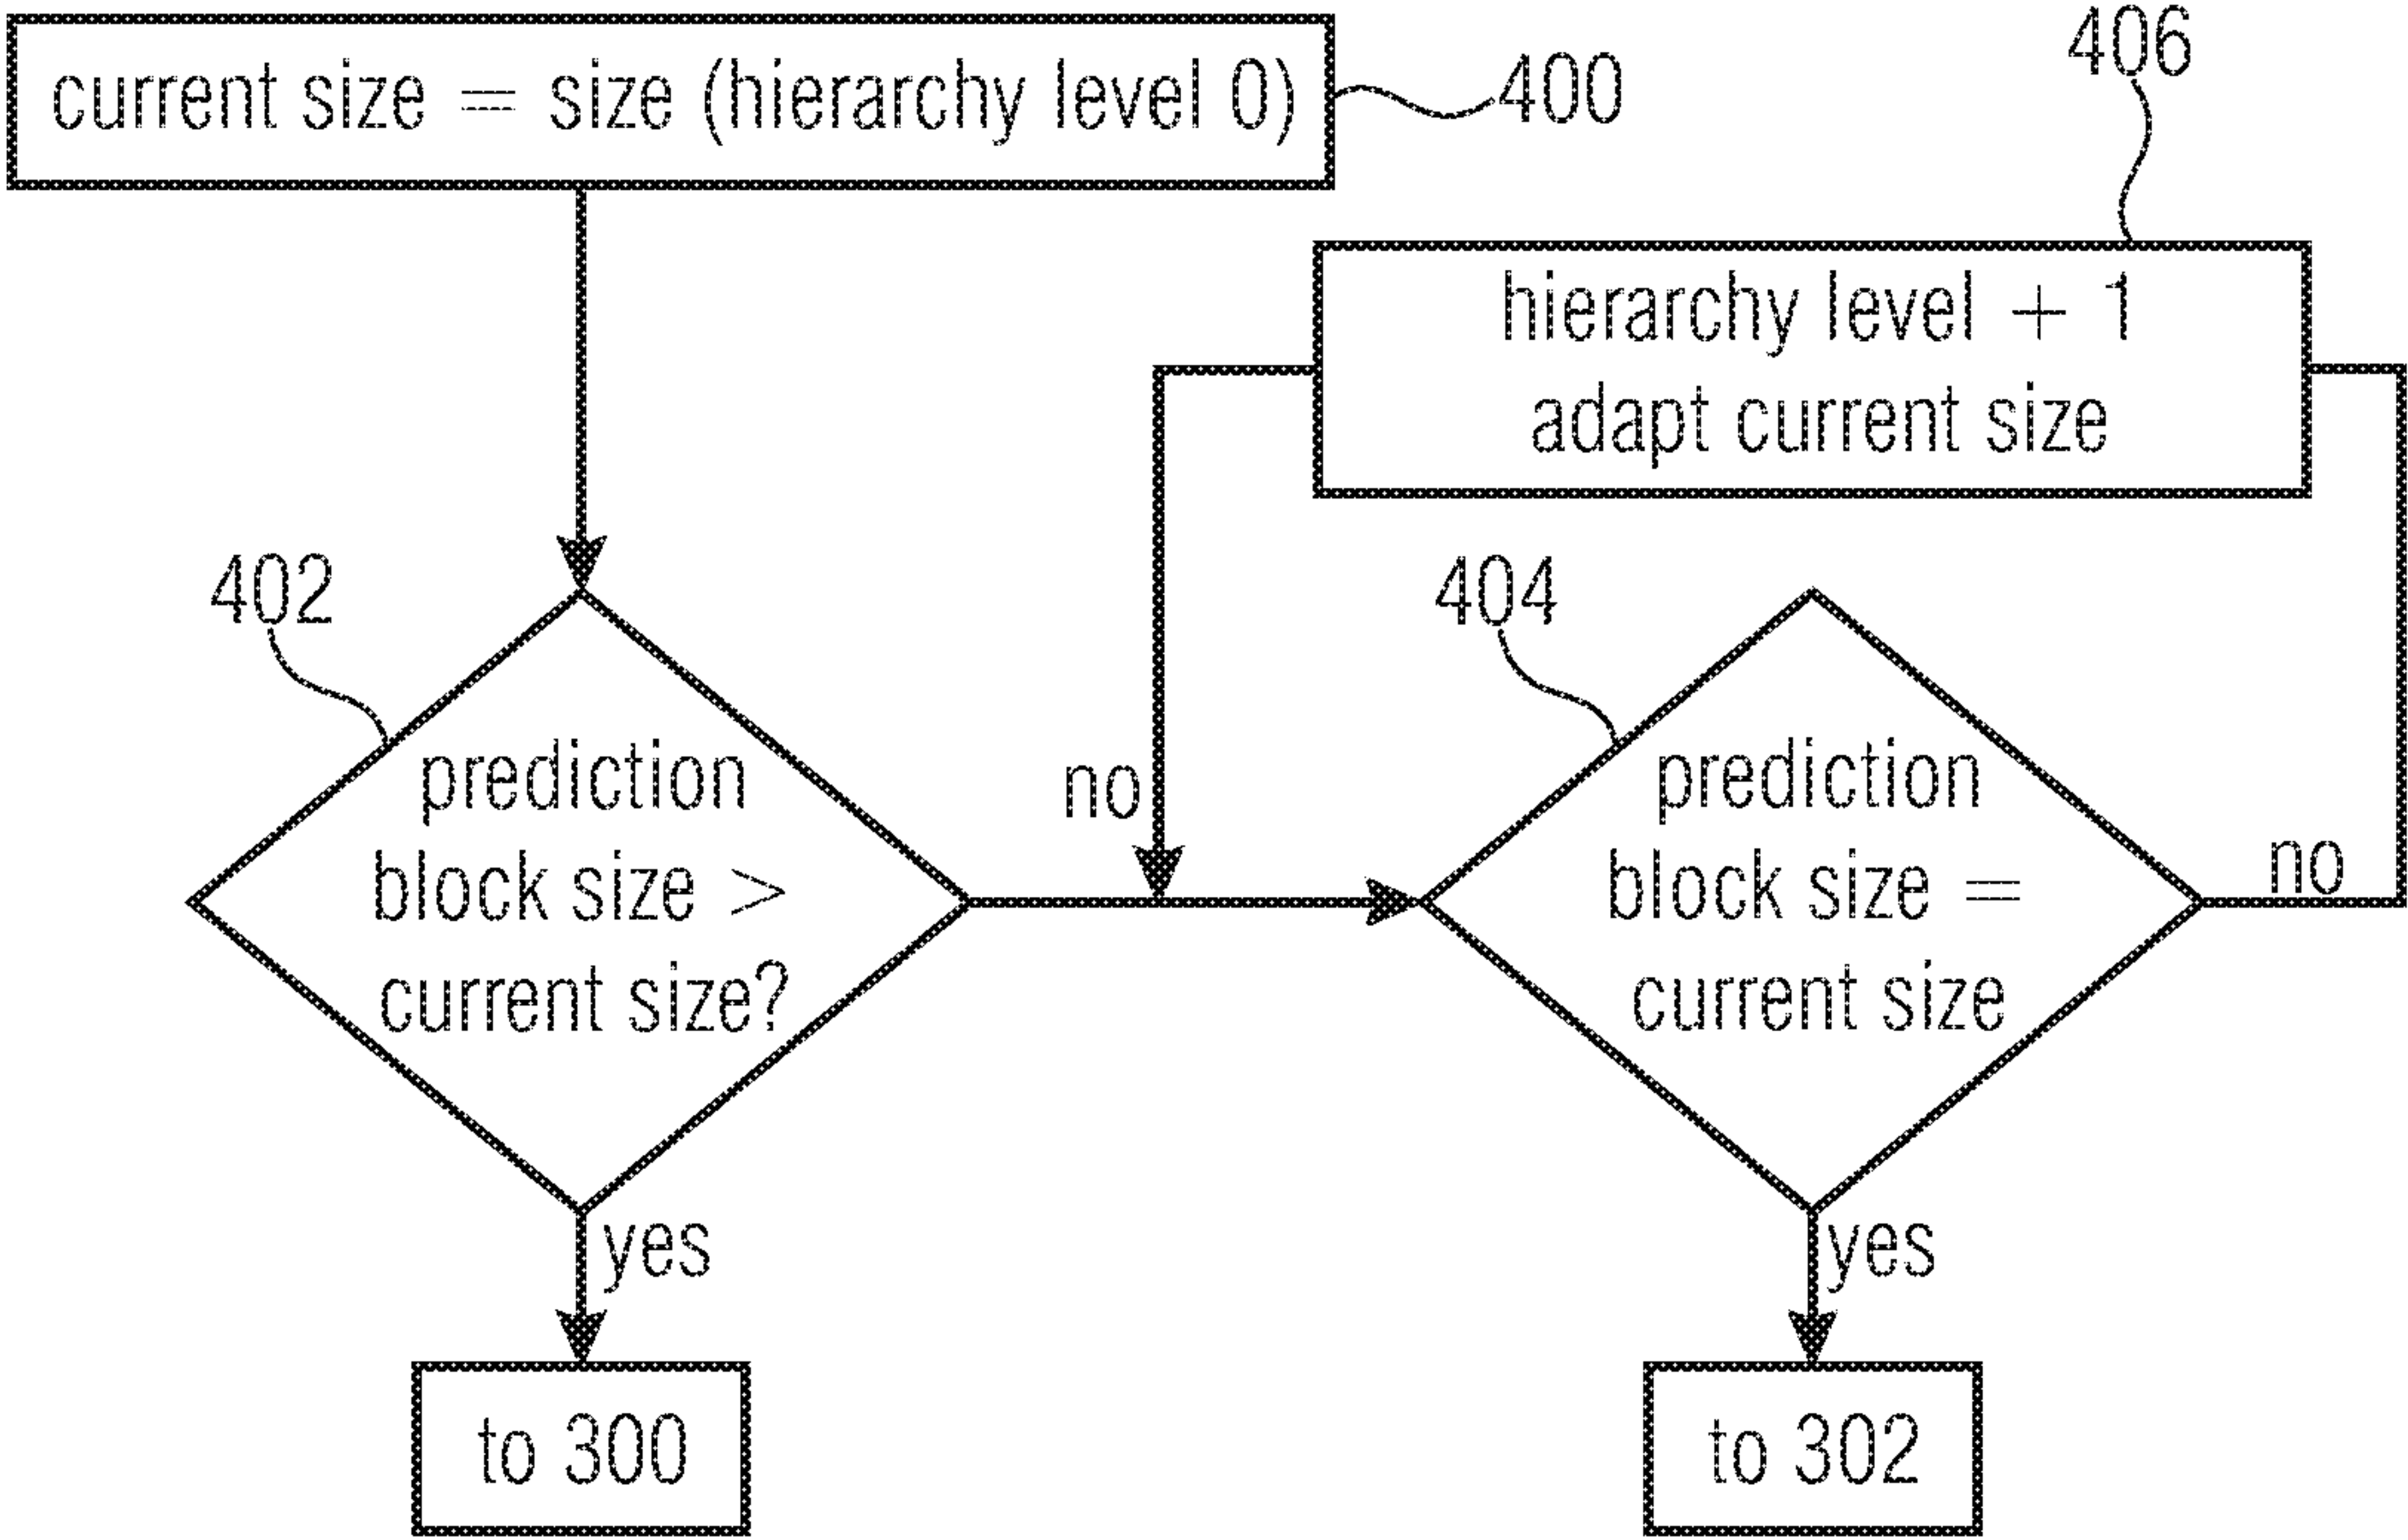 current size = size (hierarchy level 0)
400
406
hierarchy level + 1
adapt current size
402
prediction
block size >
current size?
no
404
prediction
block size =
current size
no
yes
yes
to 300
to 302